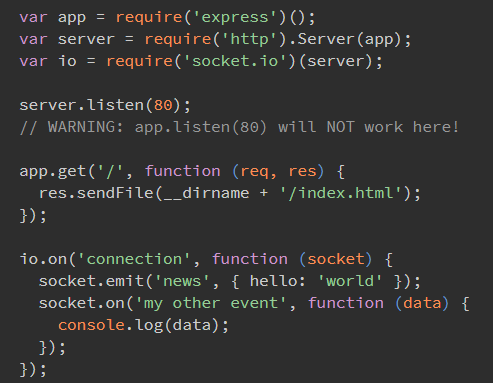 var app = require('express')();
var server = require('http').Server(app);
var io = require('socket.io')(server);

server.listen(80);
// WARNING: app.listen(80) will NOT work here!

app.get('/', function (req, res) {
  res.sendFile(__dirname + '/index.html');
});

io.on('connection', function (socket) {
  socket.emit('news', { hello: 'world' });
  socket.on('my other event', function (data) {
    console.log(data);
  });
});